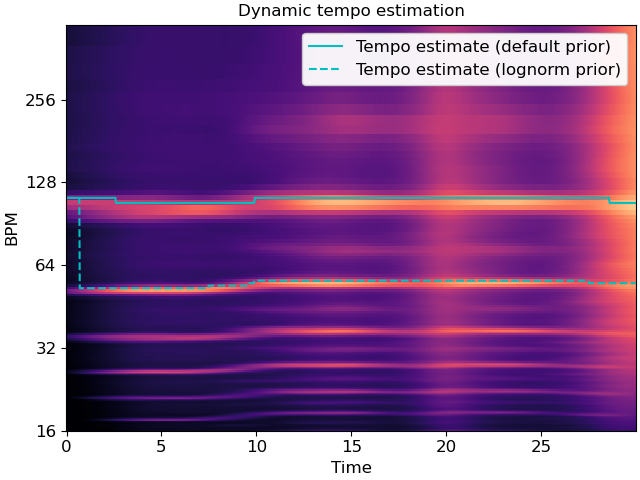 Dynamic tempo estimation
Tempo estimate (default prior)
Tempo estimate (lognorm prior)
BPM
256
128
64
32
16
0
5
10
15
20
25
Time